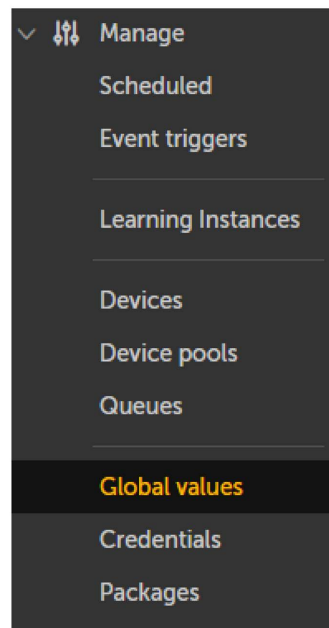 Manage
Scheduled
Event triggers
Learning Instances
Devices
Device pools
Queues
Global values
Credentials
Packages